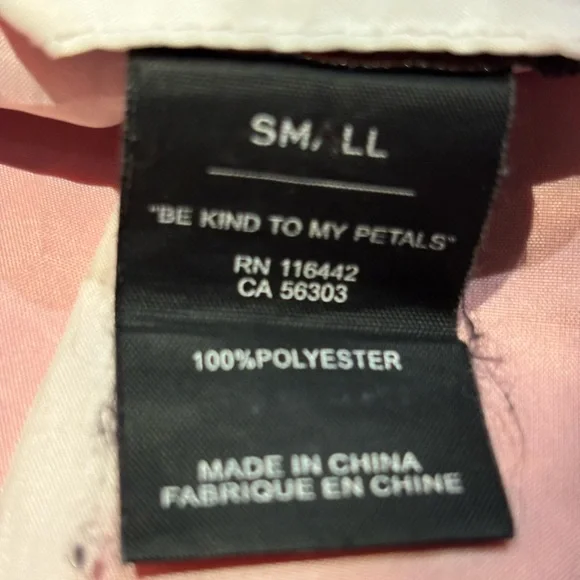 SMALL
"BE KIND TO MY PETALS"
RN 116442
CA 56303
100%POLYESTER
MADE IN CHINA
FABRIQUE EN CHINE